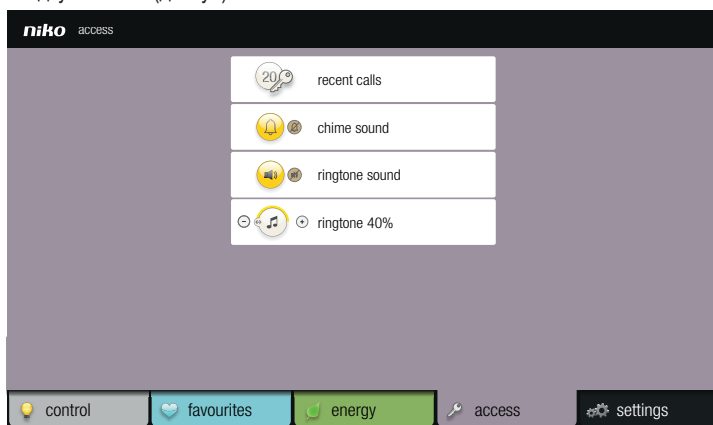 niko access
20 recent calls
chime sound
ringtone sound
ringtone 40%
control favourites energy access settings